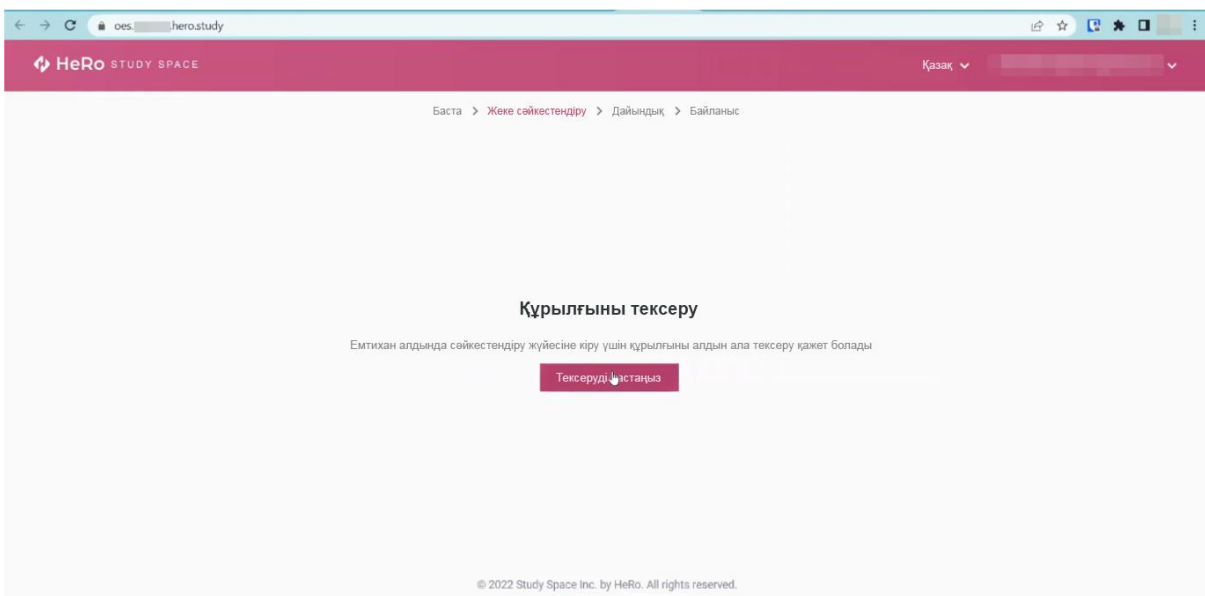 oes. .hero.study
HeRo STUDY SPACE
Қазақ
Баста > Жеке сәйкестендіру > Дайындық > Байланыс
Құрылғыны тексеру
Емтихан алдында сәйкестендіру жүйесіне кіру үшін құрылғыны алдын ала тексеру қажет болады
Тексеруді бастаңыз
© 2022 Study Space Inc. by HeRo. All rights reserved.